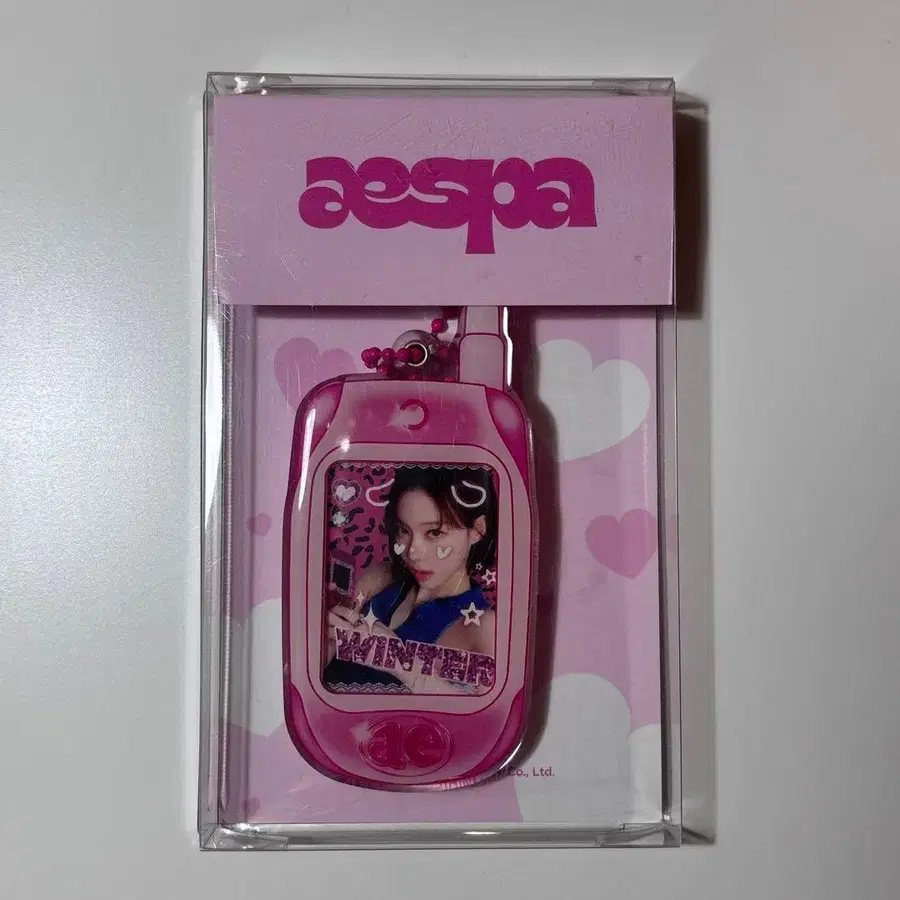 aespa
WINTER
ae
Co., Ltd.